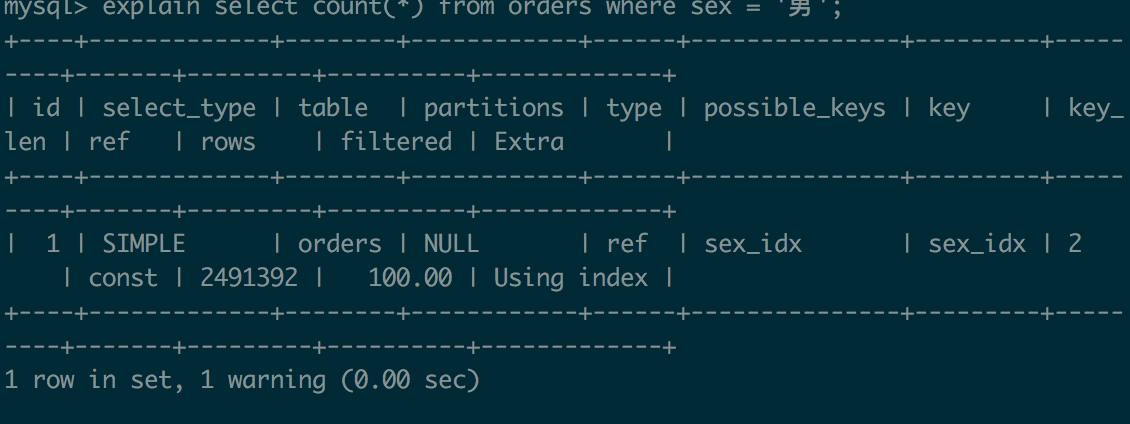 mysql> explain select count(*) from orders where sex = '男';
+----+-------------+--------+------------+------+---------------+---------+-----
----+-------+---------+----------+-------------+
| id | select_type | table  | partitions | type | possible_keys | key     | key_
len | ref   | rows    | filtered | Extra       |
+----+-------------+--------+------------+------+---------------+---------+-----
----+-------+---------+----------+-------------+
|  1 | SIMPLE      | orders | NULL       | ref  | sex_idx       | sex_idx | 2
    | const | 2491392 |   100.00 | Using index |
+----+-------------+--------+------------+------+---------------+---------+-----
----+-------+---------+----------+-------------+
1 row in set, 1 warning (0.00 sec)